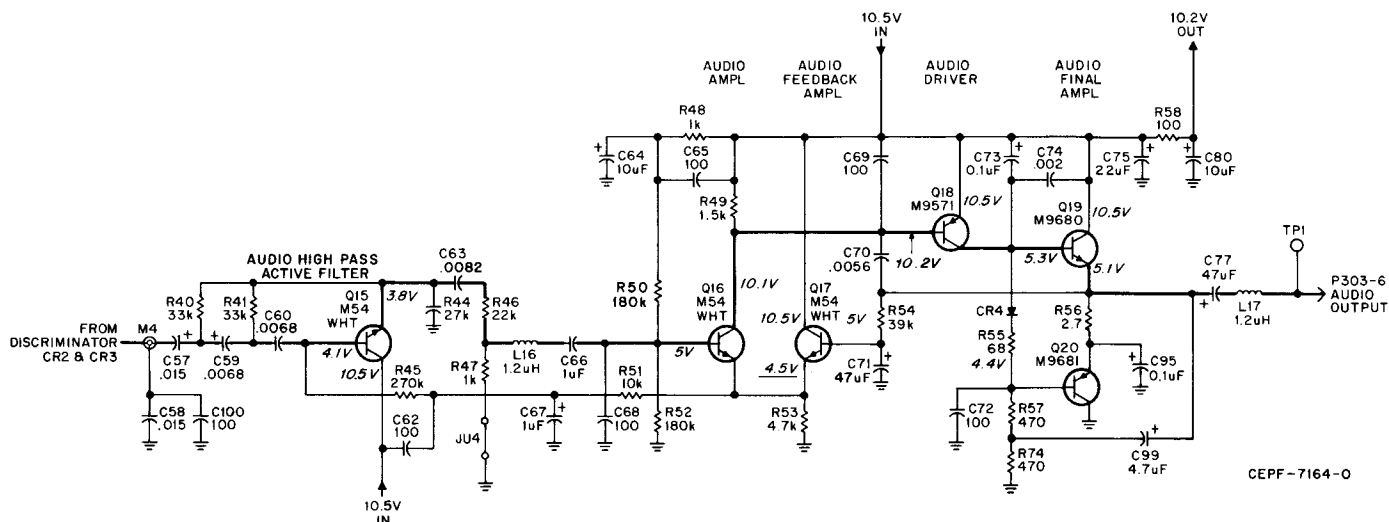 10.5V
IN
10.2V
OUT
AUDIO
AMPL
AUDIO
FEEDBACK
AMPL
AUDIO
DRIVER
AUDIO
FINAL
AMPL
R58
100
R48
1k
C64
10uF
C65
100
C69
100
C73
0.1uF
C74
.002
C75
22uF
C80
10uF
R49
1.5k
Q18
M9571
10.5V
Q19
M9680
10.5V
TP1
AUDIO HIGH PASS
ACTIVE FILTER
C63
.0082
3.8V
R40
33k
R41
33k
C60
.0068
Q15
M54
WHT
R44
27k
R46
22k
R50
180k
Q16
M54
WHT
10.1V
C70
.0056
10.2V
5.3V
5.1V
C77
47uF
P303-6
AUDIO
OUTPUT
L17
1.2uH
FROM
DISCRIMINATOR
CR2 & CR3
M4
C57
.015
C59
.0068
4.1V
10.5V
R47
1k
L16
1.2uH
C66
1uF
5V
Q17
M54
WHT
10.5V
4.5V
5V
R54
39k
CR4
R56
2.7
R55
68
4.4V
Q20
M9681
C95
0.1uF
C71
47uF
R45
270k
R51
10k
C58
.015
C100
100
C62
100
JU4
C67
1uF
C68
100
R52
180k
R53
4.7k
C72
100
R57
470
R74
470
C99
4.7uF
CEPF-7164-O
10.5V
IN